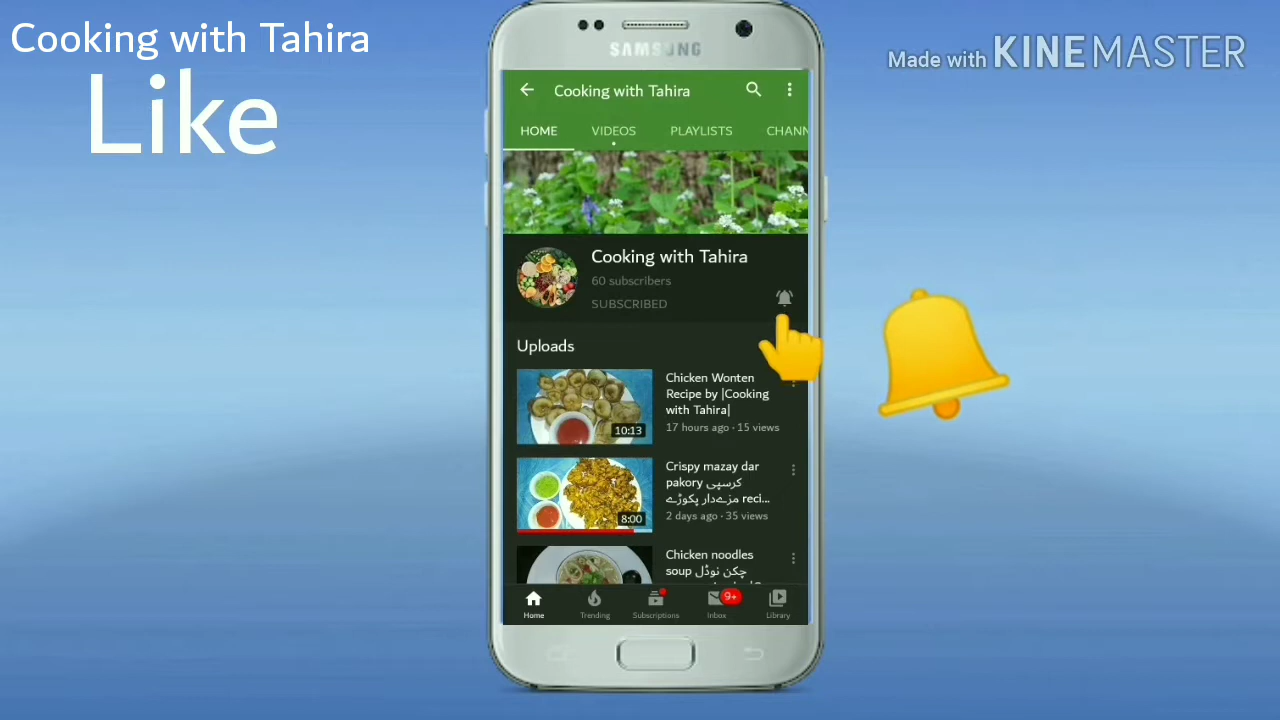 Cooking with Tahira
Like
Made with KINEMASTER
SAMSUNG
Cooking with Tahira
HOME VIDEOS PLAYLISTS CHANN
Cooking with Tahira
60 subscribers
SUBSCRIBED
Uploads
Chicken Wonten
Recipe by |Cooking
with Tahira|
17 hours ago · 15 views
10:13
Crispy mazay dar
pakory کرسپی
مزےدار پکوڑے reci...
2 days ago · 35 views
8:00
Chicken noodles
soup چکن نوڈل
9+
Home Trending Subscriptions Inbox Library